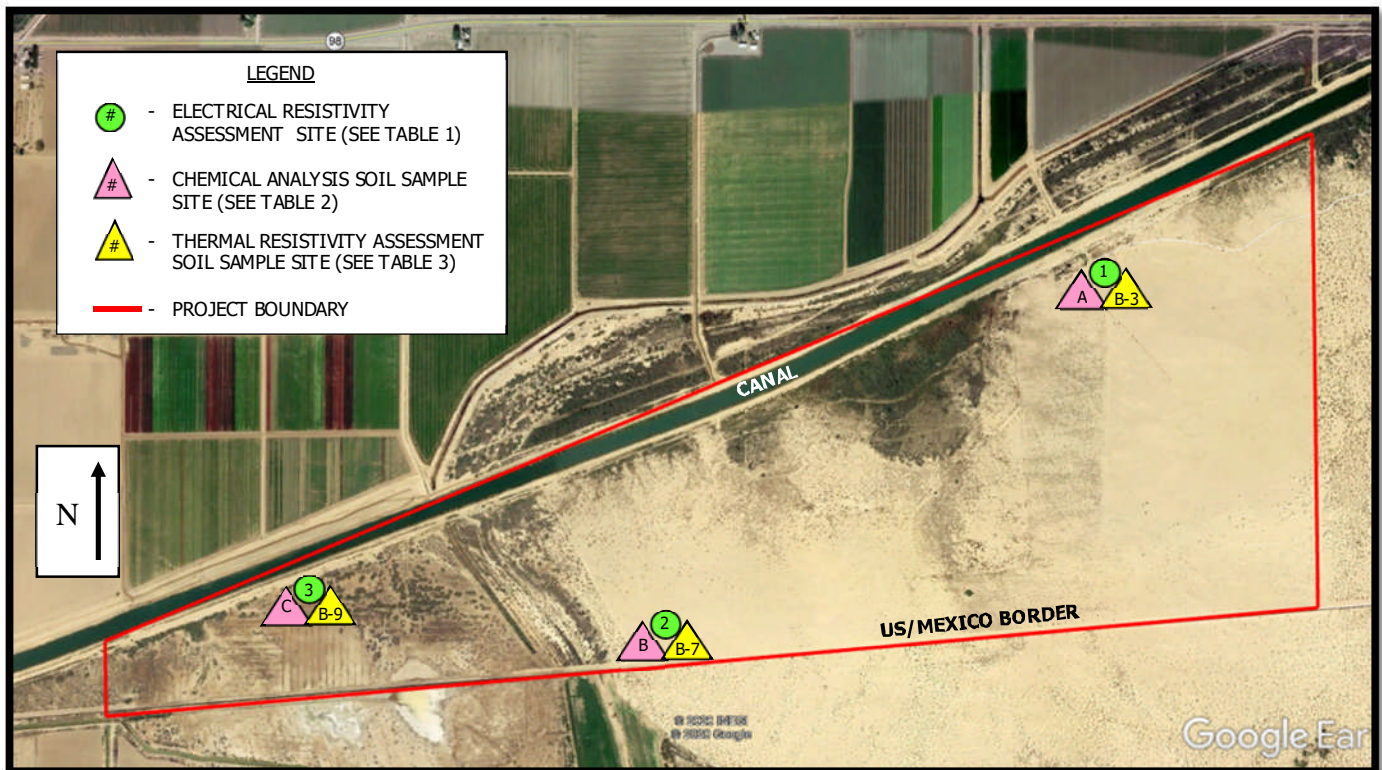 98
LEGEND
# - ELECTRICAL RESISTIVITY
ASSESSMENT SITE (SEE TABLE 1)
# - CHEMICAL ANALYSIS SOIL SAMPLE
SITE (SEE TABLE 2)
# - THERMAL RESISTIVITY ASSESSMENT
SOIL SAMPLE SITE (SEE TABLE 3)
- PROJECT BOUNDARY
1
A
B-3
CANAL
N
3
C
B-9
2
B
B-7
US/MEXICO BORDER
© Google
Google Ear